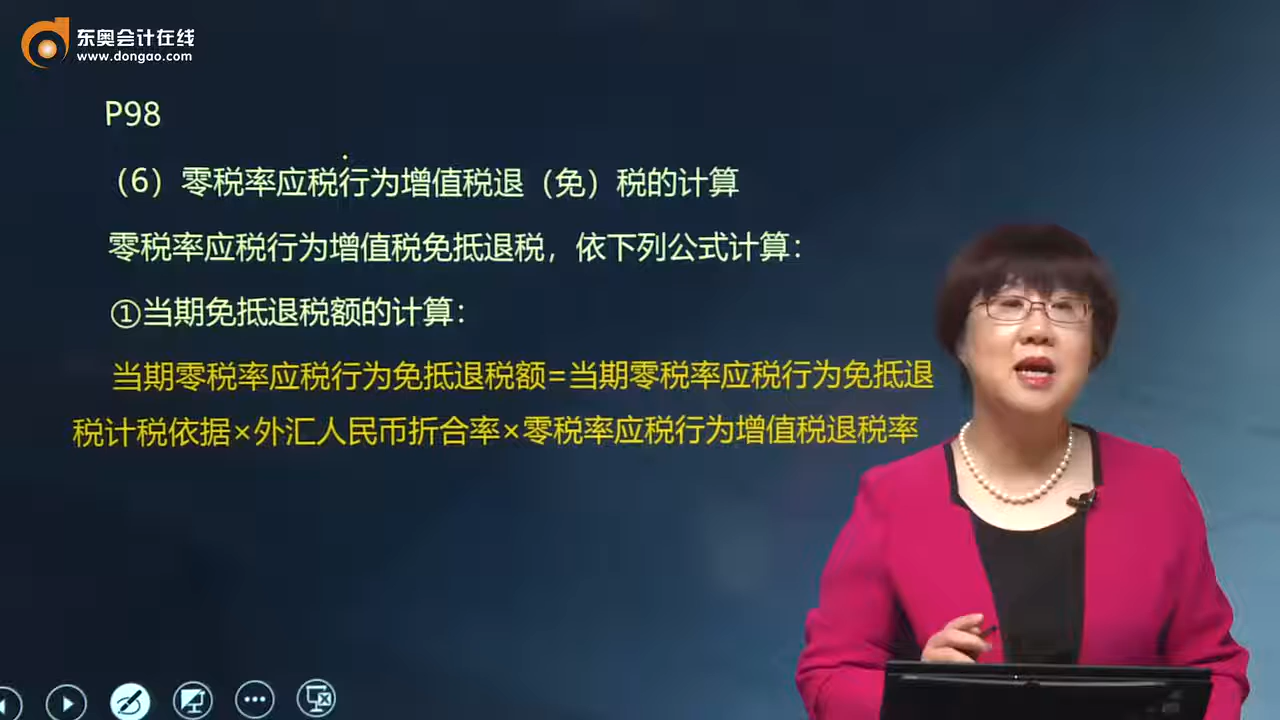 东奥会计在线
www.dongao.com
P98
（6）零税率应税行为增值税退（免）税的计算
零税率应税行为增值税免抵退税，依下列公式计算：
①当期免抵退税额的计算：
当期零税率应税行为免抵退税额=当期零税率应税行为免抵退
税计税依据×外汇人民币折合率×零税率应税行为增值税退税率